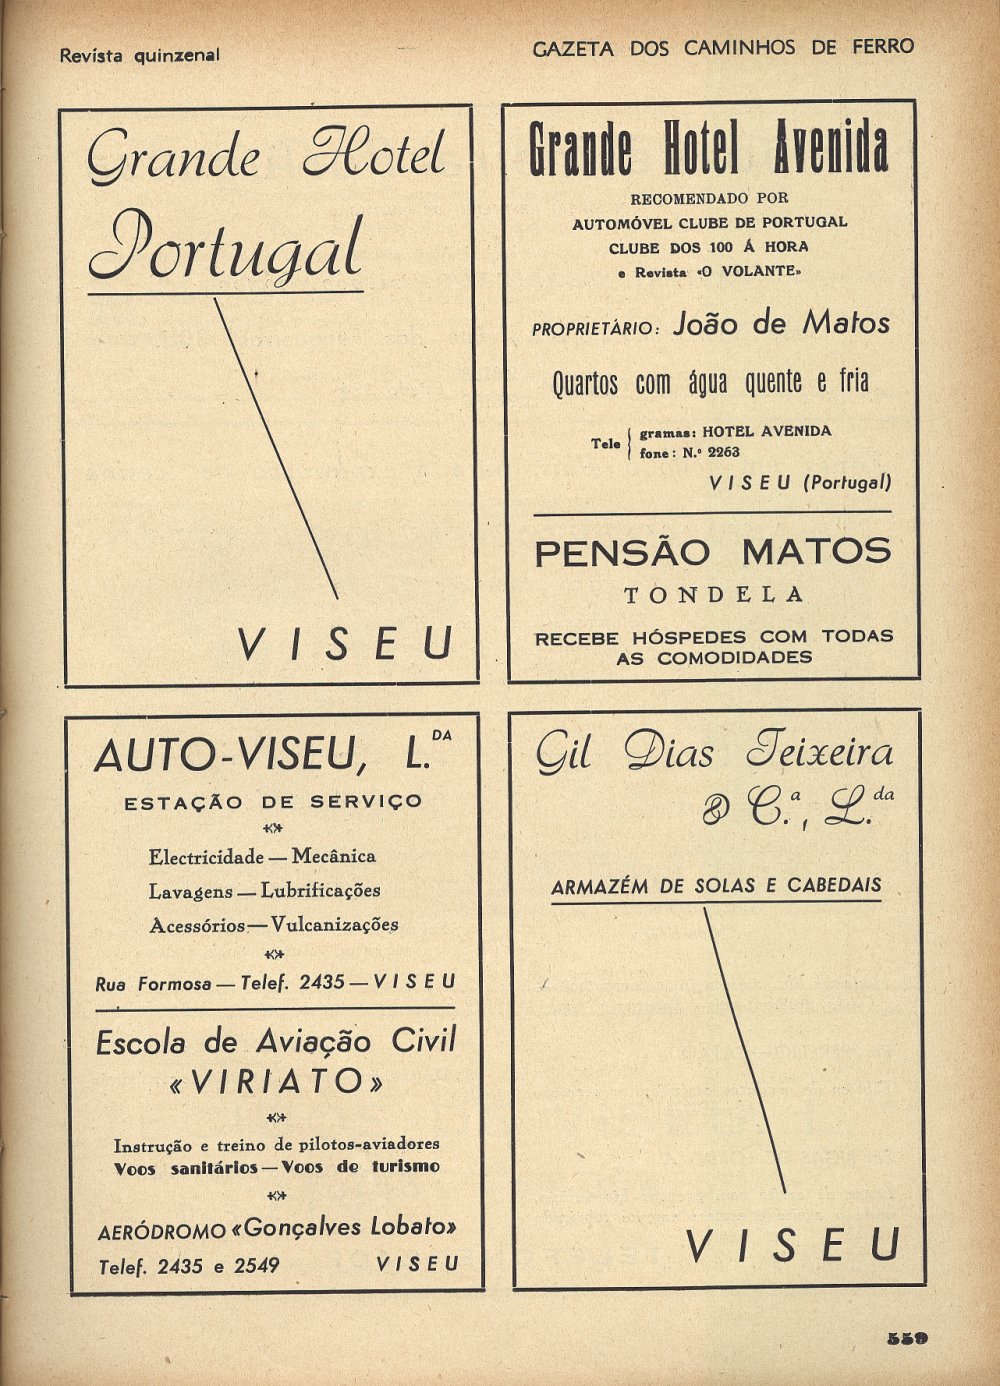 Revista quinzenal
GAZETA DOS CAMINHOS DE FERRO
Grande Hotel
Portugal
VISEU
Grande Hotel Avenida
RECOMENDADO POR
AUTOMÓVEL CLUBE DE PORTUGAL
CLUBE DOS 100 Á HORA
e Revista «O VOLANTE»
PROPRIETÁRIO: João de Matos
Quartos com água quente e fria
Tele { gramas: HOTEL AVENIDA
fone: N.º 2263
VISEU (Portugal)
PENSÃO MATOS
TONDELA
RECEBE HÓSPEDES COM TODAS
AS COMODIDADES
AUTO-VISEU, L.DA
ESTAÇÃO DE SERVIÇO
Electricidade — Mecânica
Lavagens — Lubrificações
Acessórios — Vulcanizações
Rua Formosa — Telef. 2435 — VISEU
Escola de Aviação Civil
«VIRIATO»
Instrução e treino de pilotos-aviadores
Voos sanitários — Voos de turismo
AERÓDROMO «Gonçalves Lobato»
Telef. 2435 e 2549 VISEU
Gil Dias Teixeira
& C.ª, L.da
ARMAZÉM DE SOLAS E CABEDAIS
VISEU
559